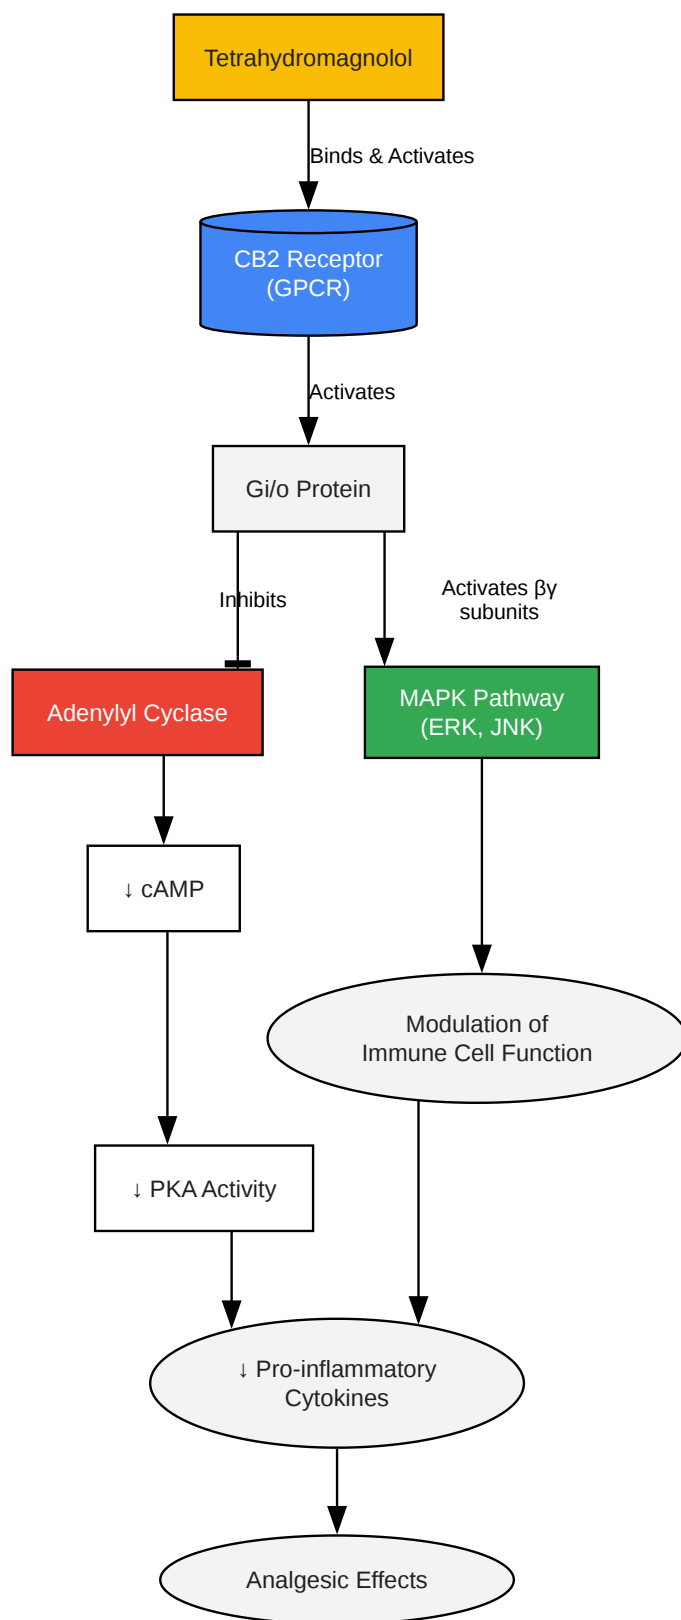 Tetrahydromagnolol
Binds & Activates
CB2 Receptor
(GPCR)
Activates
Gi/o Protein
Inhibits
Activates βγ
subunits
Adenylyl Cyclase
MAPK Pathway
(ERK, JNK)
↓ cAMP
Modulation of
Immune Cell Function
↓ PKA Activity
↓ Pro-inflammatory
Cytokines
Analgesic Effects